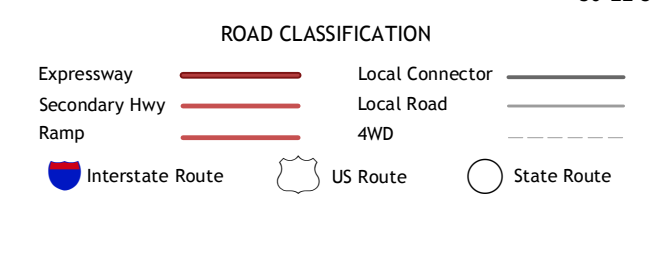 ROAD CLASSIFICATION
Expressway
Local Connector
Secondary Hwy
Local Road
Ramp
4WD
Interstate Route
US Route
State Route